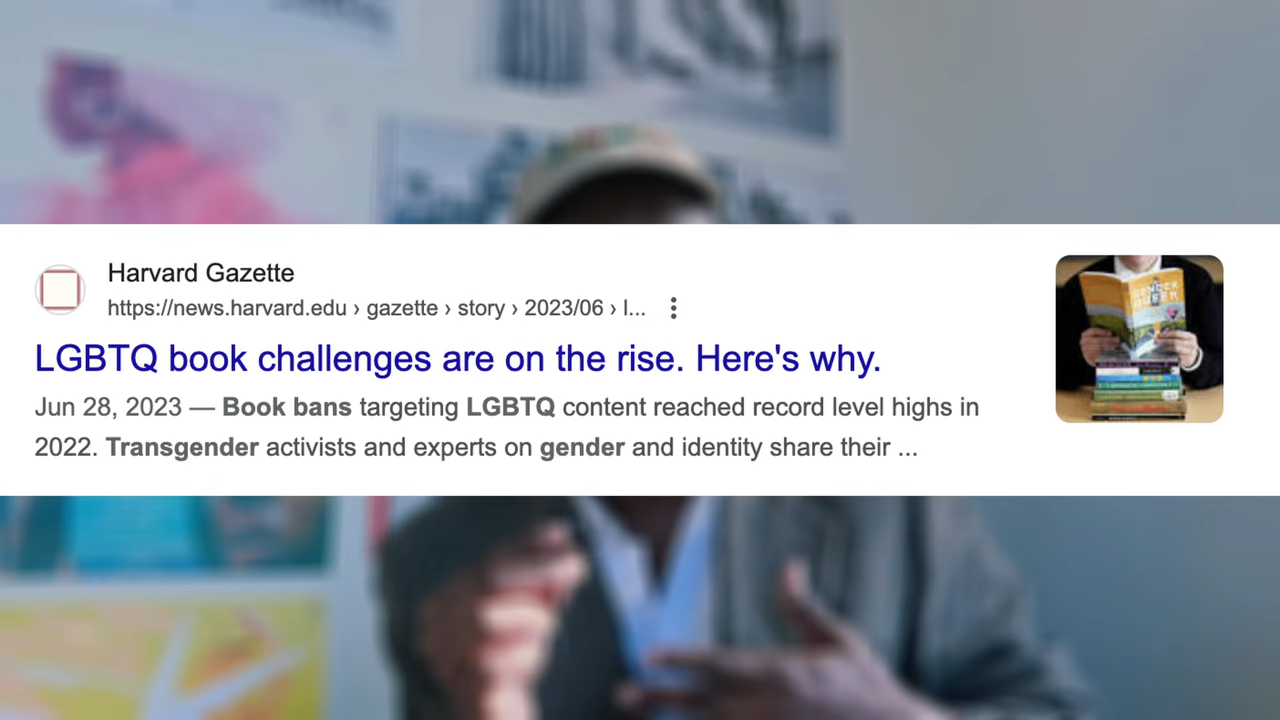 Harvard Gazette
https://news.harvard.edu › gazette › story › 2023/06 › l...
LGBTQ book challenges are on the rise. Here's why.
Jun 28, 2023 — Book bans targeting LGBTQ content reached record level highs in
2022. Transgender activists and experts on gender and identity share their ...
GENDER
QUEER